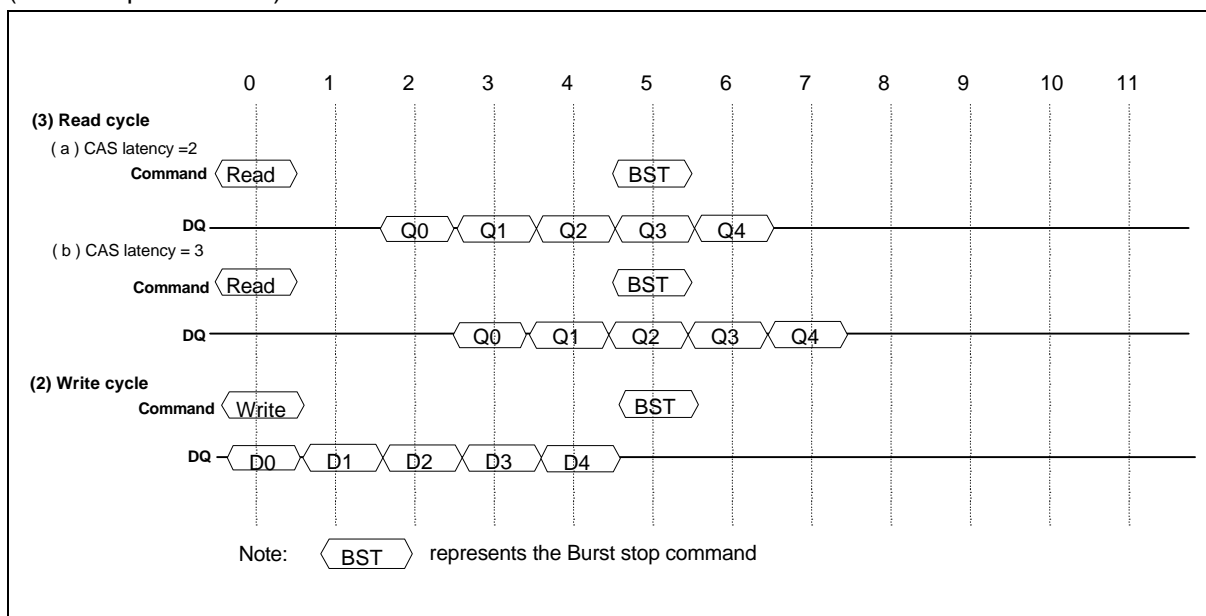 0 1 2 3 4 5 6 7 8 9 10 11
(3) Read cycle
( a ) CAS latency =2
Command Read BST
DQ Q0 Q1 Q2 Q3 Q4
( b ) CAS latency = 3
Command Read BST
DQ Q0 Q1 Q2 Q3 Q4
(2) Write cycle
Command Write BST
DQ D0 D1 D2 D3 D4
Note: BST represents the Burst stop command